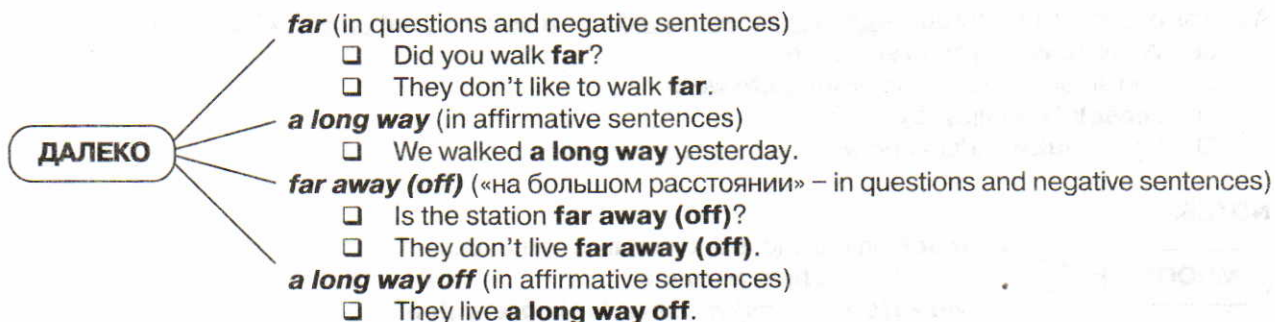 far (in questions and negative sentences)
❑ Did you walk far?
❑ They don't like to walk far.
ДАЛЕКО
a long way (in affirmative sentences)
❑ We walked a long way yesterday.
far away (off) («на большом расстоянии» – in questions and negative sentences)
❑ Is the station far away (off)?
❑ They don't live far away (off).
a long way off (in affirmative sentences)
❑ They live a long way off.